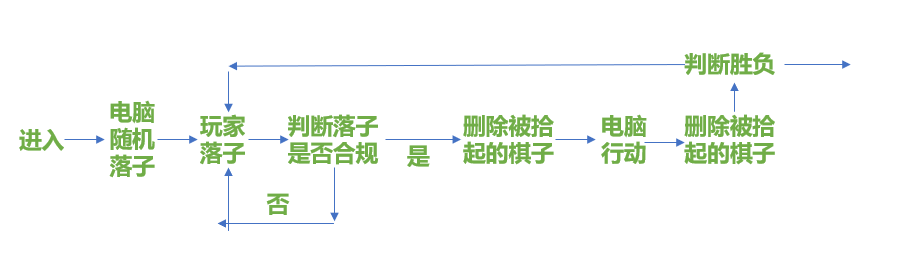 进入
电脑
随机
落子
玩家
落子
判断落子
是否合规
否
是
删除被拾
起的棋子
电脑
行动
删除被拾
起的棋子
判断胜负